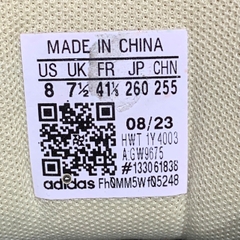 MADE IN CHINA
US UK FR JP CHN
8 7½ 41⅓ 260 255
08/23
HWT 1Y4003
A:GW9675
#133061838
adidas Fh0MM5Wf05248